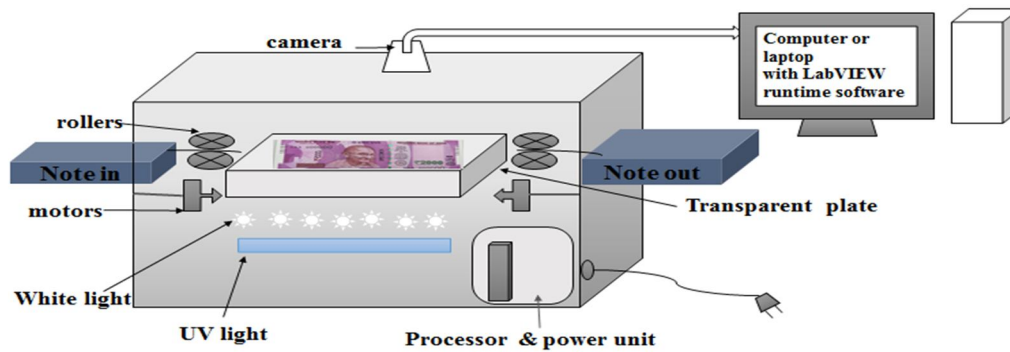 camera
Computer or
laptop
with LabVIEW
runtime software
rollers
Note in
₹2000
Note out
motors
Transparent plate
White light
UV light
Processor & power unit